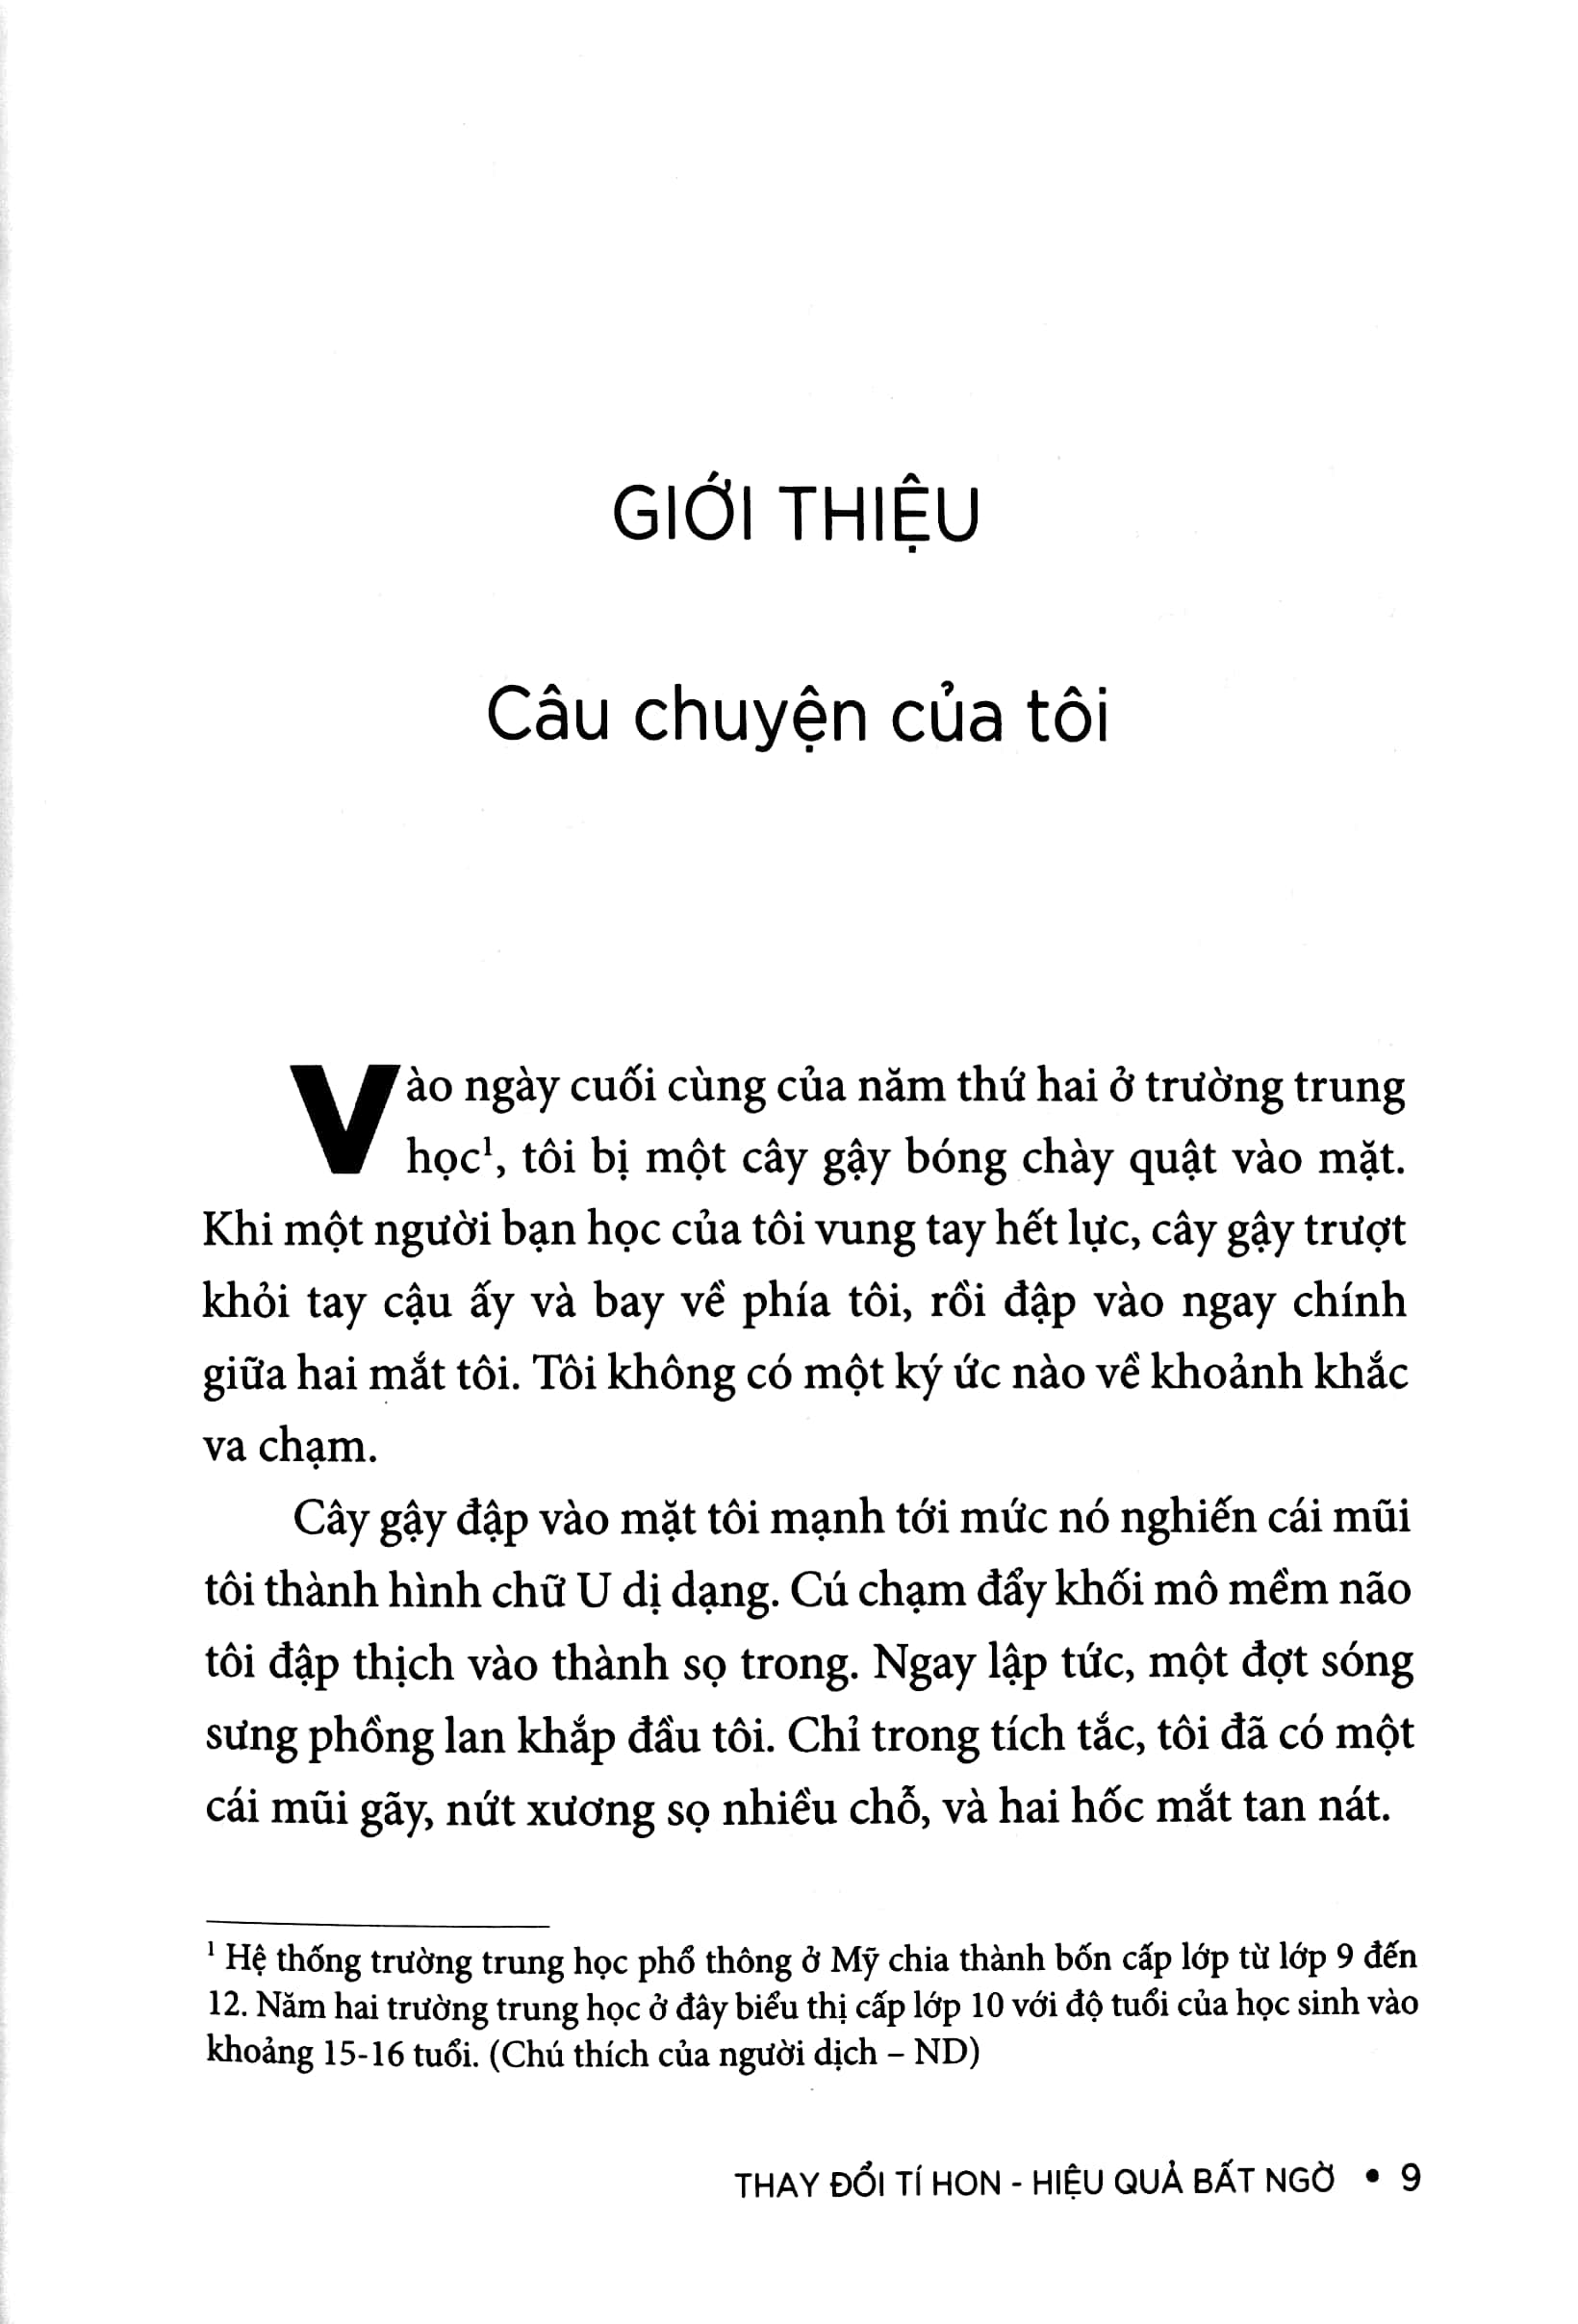 GIỚI THIỆU
Câu chuyện của tôi
Vào ngày cuối cùng của năm thứ hai ở trường trung
học¹, tôi bị một cây gậy bóng chày quật vào mặt.
Khi một người bạn học của tôi vung tay hết lực, cây gậy trượt
khỏi tay cậu ấy và bay về phía tôi, rồi đập vào ngay chính
giữa hai mắt tôi. Tôi không có một ký ức nào về khoảnh khắc
va chạm.
Cây gậy đập vào mặt tôi mạnh tới mức nó nghiến cái mũi
tôi thành hình chữ U dị dạng. Cú chạm đẩy khối mô mềm não
tôi đập thịch vào thành sọ trong. Ngay lập tức, một đợt sóng
sưng phồng lan khắp đầu tôi. Chỉ trong tích tắc, tôi đã có một
cái mũi gãy, nứt xương sọ nhiều chỗ, và hai hốc mắt tan nát.
¹ Hệ thống trường trung học phổ thông ở Mỹ chia thành bốn cấp lớp từ lớp 9 đến
12. Năm hai trường trung học ở đây biểu thị cấp lớp 10 với độ tuổi của học sinh vào
khoảng 15-16 tuổi. (Chú thích của người dịch – ND)
THAY ĐỔI TÍ HON - HIỆU QUẢ BẤT NGỜ • 9